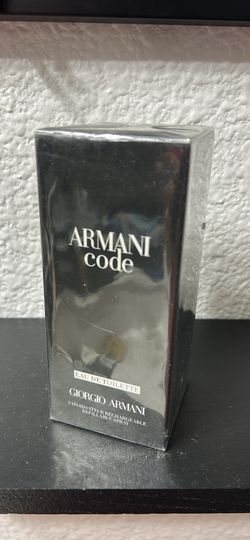 ARMANI
code
EAU DE TOILETTE
GIORGIO ARMANI
VAPORISATEUR RECHARGEABLE
REFILLABLE SPRAY